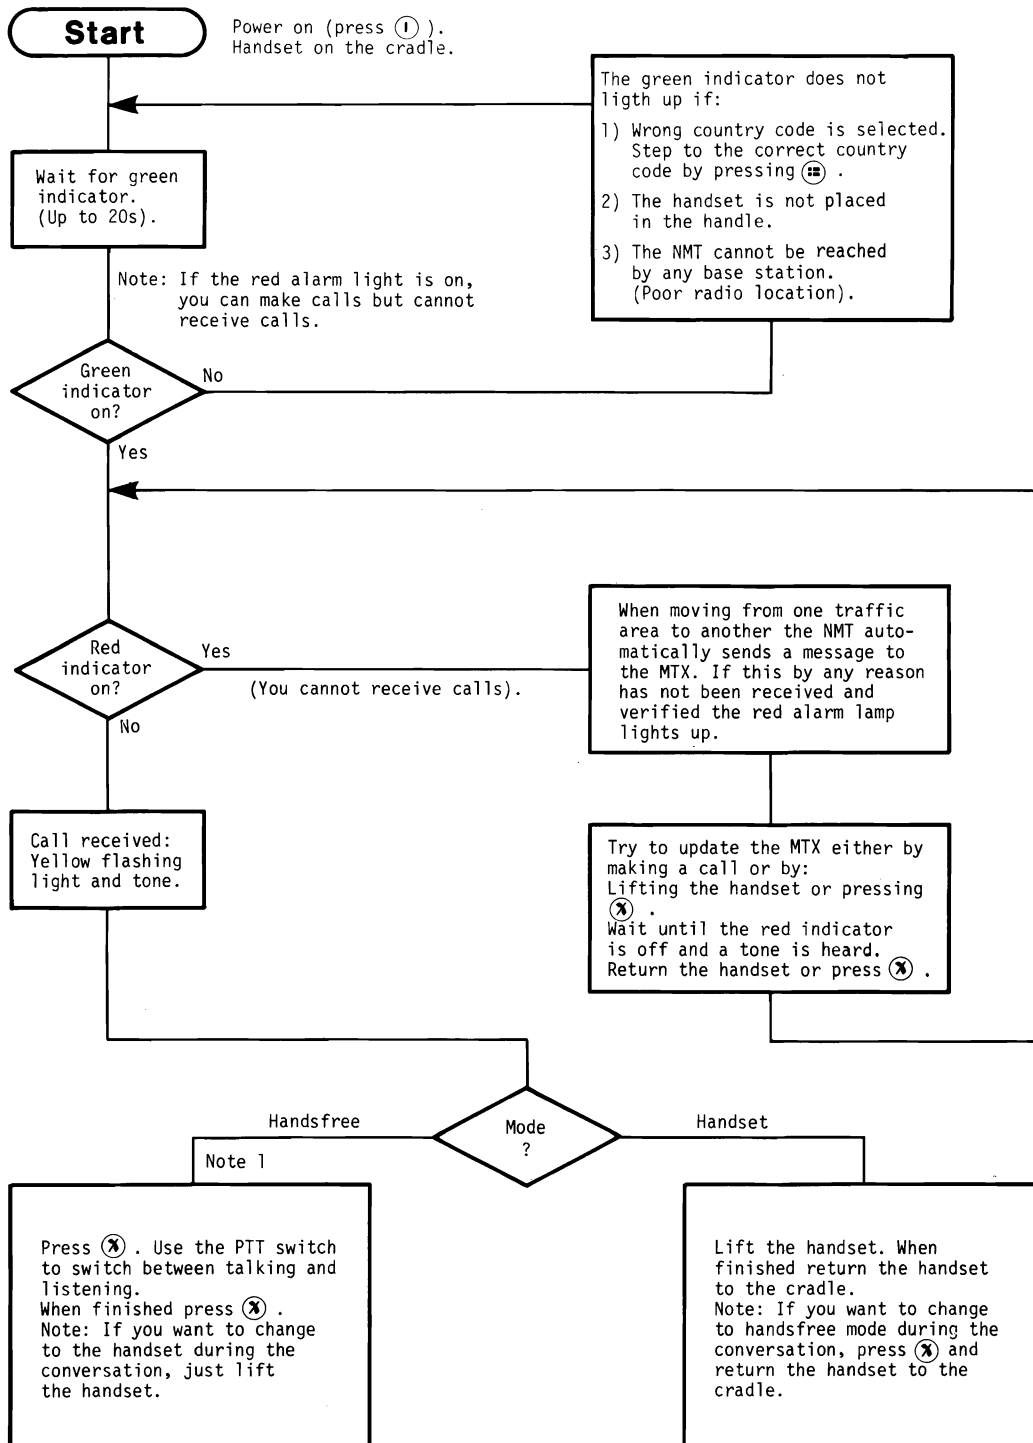 Start
Power on (press ).
Handset on the cradle.
The green indicator does not
ligth up if:
1) Wrong country code is selected.
Step to the correct country
code by pressing .
2) The handset is not placed
in the handle.
3) The NMT cannot be reached
by any base station.
(Poor radio location).
Wait for green
indicator.
(Up to 20s).
Note: If the red alarm light is on,
you can make calls but cannot
receive calls.
Green
indicator
on?
No
Yes
Red
indicator
on?
Yes
(You cannot receive calls).
No
When moving from one traffic
area to another the NMT auto-
matically sends a message to
the MTX. If this by any reason
has not been received and
verified the red alarm lamp
lights up.
Call received:
Yellow flashing
light and tone.
Try to update the MTX either by
making a call or by:
Lifting the handset or pressing
.
Wait until the red indicator
is off and a tone is heard.
Return the handset or press .
Mode
?
Handsfree
Handset
Note 1
Press . Use the PTT switch
to switch between talking and
listening.
When finished press .
Note: If you want to change
to the handset during the
conversation, just lift
the handset.
Lift the handset. When
finished return the handset
to the cradle.
Note: If you want to change
to handsfree mode during the
conversation, press and
return the handset to the
cradle.